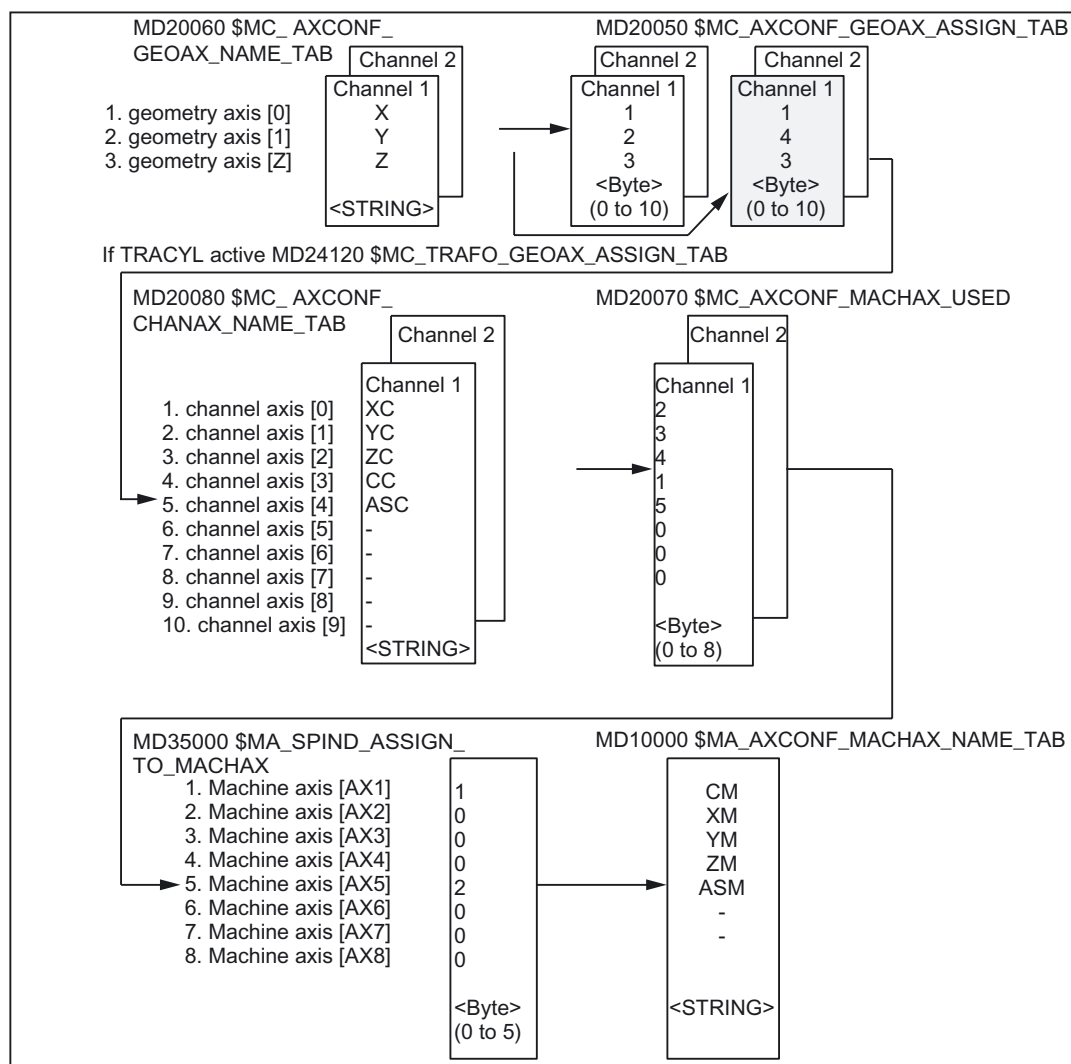 MD20060 $MC_ AXCONF_
GEOAX_NAME_TAB
MD20050 $MC_AXCONF_GEOAX_ASSIGN_TAB
Channel 2
Channel 1
1. geometry axis [0]
X
2. geometry axis [1]
Y
3. geometry axis [Z]
Z
<STRING>
Channel 2
Channel 1
1
2
3
<Byte>
(0 to 10)
Channel 2
Channel 1
1
4
3
<Byte>
(0 to 10)
If TRACYL active MD24120 $MC_TRAFO_GEOAX_ASSIGN_TAB
MD20080 $MC_ AXCONF_
CHANAX_NAME_TAB
MD20070 $MC_AXCONF_MACHAX_USED
Channel 2
Channel 1
1. channel axis [0]
XC
2. channel axis [1]
YC
3. channel axis [2]
ZC
4. channel axis [3]
CC
5. channel axis [4]
ASC
6. channel axis [5]
-
7. channel axis [6]
-
8. channel axis [7]
-
9. channel axis [8]
-
10. channel axis [9]
-
<STRING>
Channel 2
Channel 1
2
3
4
1
5
0
0
0
<Byte>
(0 to 8)
MD35000 $MA_SPIND_ASSIGN_
TO_MACHAX
MD10000 $MA_AXCONF_MACHAX_NAME_TAB
1. Machine axis [AX1]
1
2. Machine axis [AX2]
0
3. Machine axis [AX3]
0
4. Machine axis [AX4]
0
5. Machine axis [AX5]
2
6. Machine axis [AX6]
0
7. Machine axis [AX7]
0
8. Machine axis [AX8]
0
<Byte>
(0 to 5)
CM
XM
YM
ZM
ASM
-
-
<STRING>